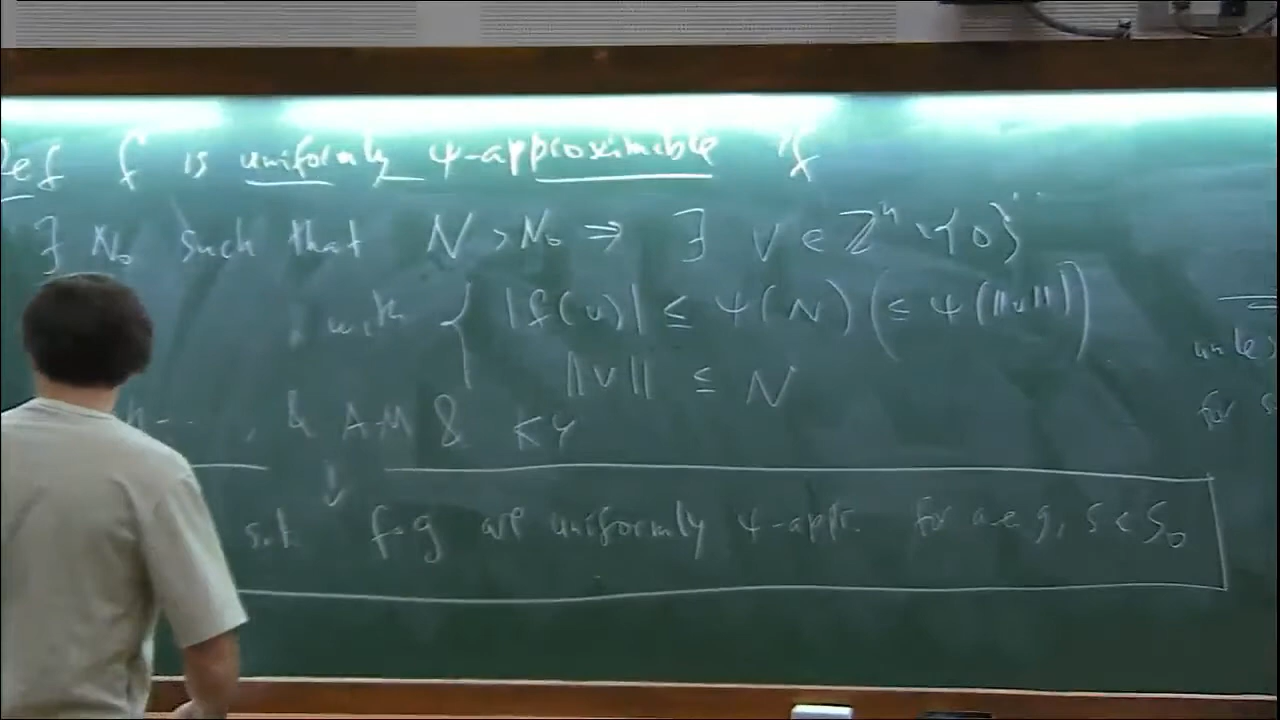 Def f is uniformly ψ-approximable if
∃ N₀ such that N > N₀ ⇒ ∃ v ∈ ℤⁿ \ {0}
with { |f(v)| ≤ ψ(N) (≤ ψ(||v||))
||v|| ≤ N
, & AM & KY
s.t. f∘g are uniformly ψ-appr. for a.e. g, s < s₀
for